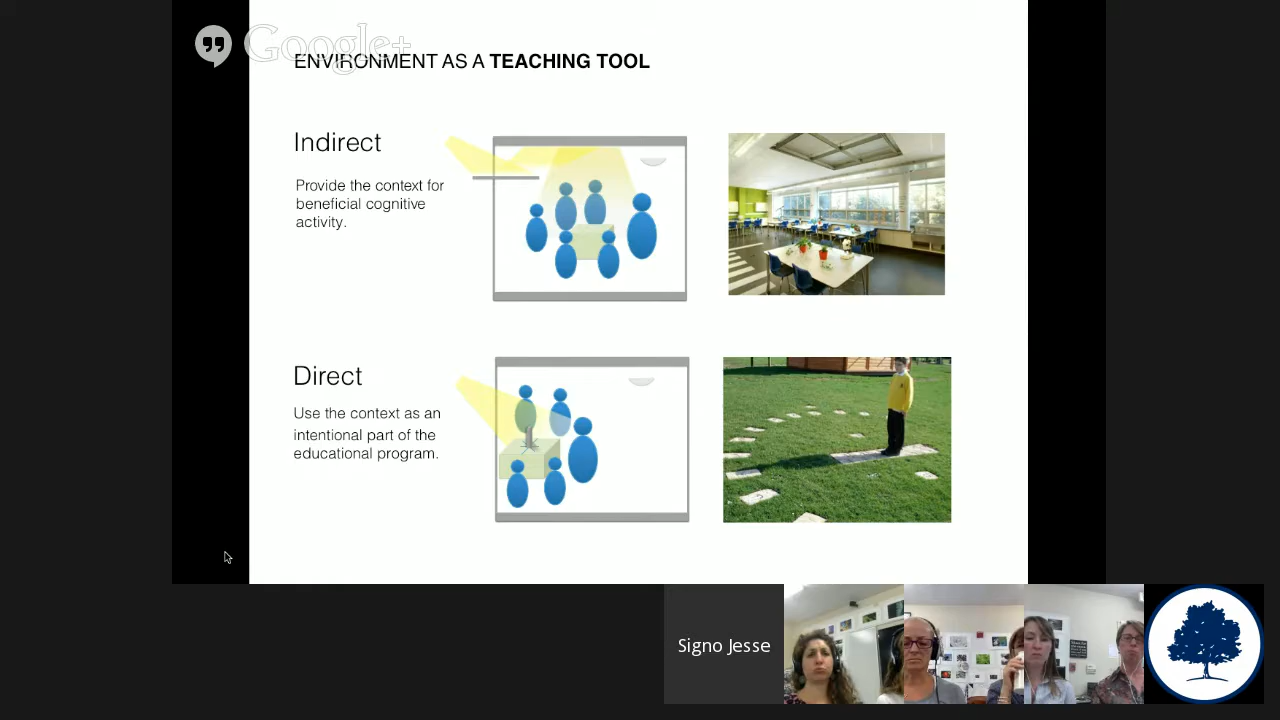 Google+
ENVIRONMENT AS A TEACHING TOOL
Indirect
Provide the context for
beneficial cognitive
activity.
Direct
Use the context as an
intentional part of the
educational program.
Signo Jesse